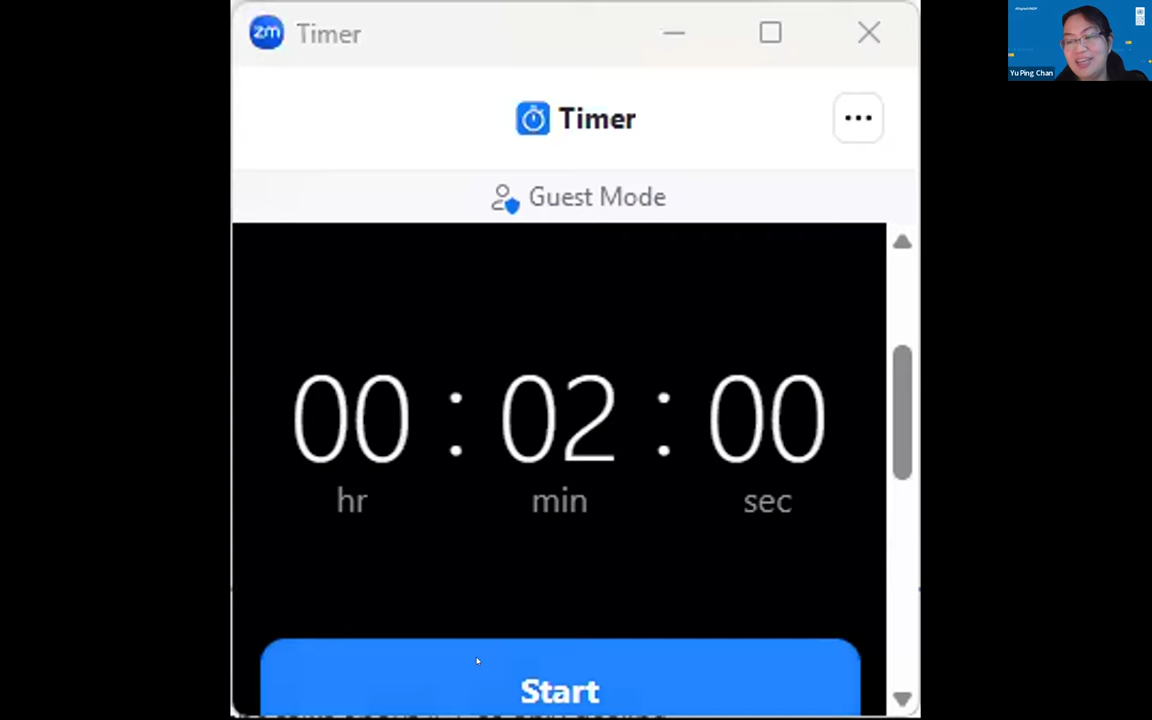 zm Timer
Timer
Guest Mode
00 : 02 : 00
hr min sec
Start
Yu Ping Chan